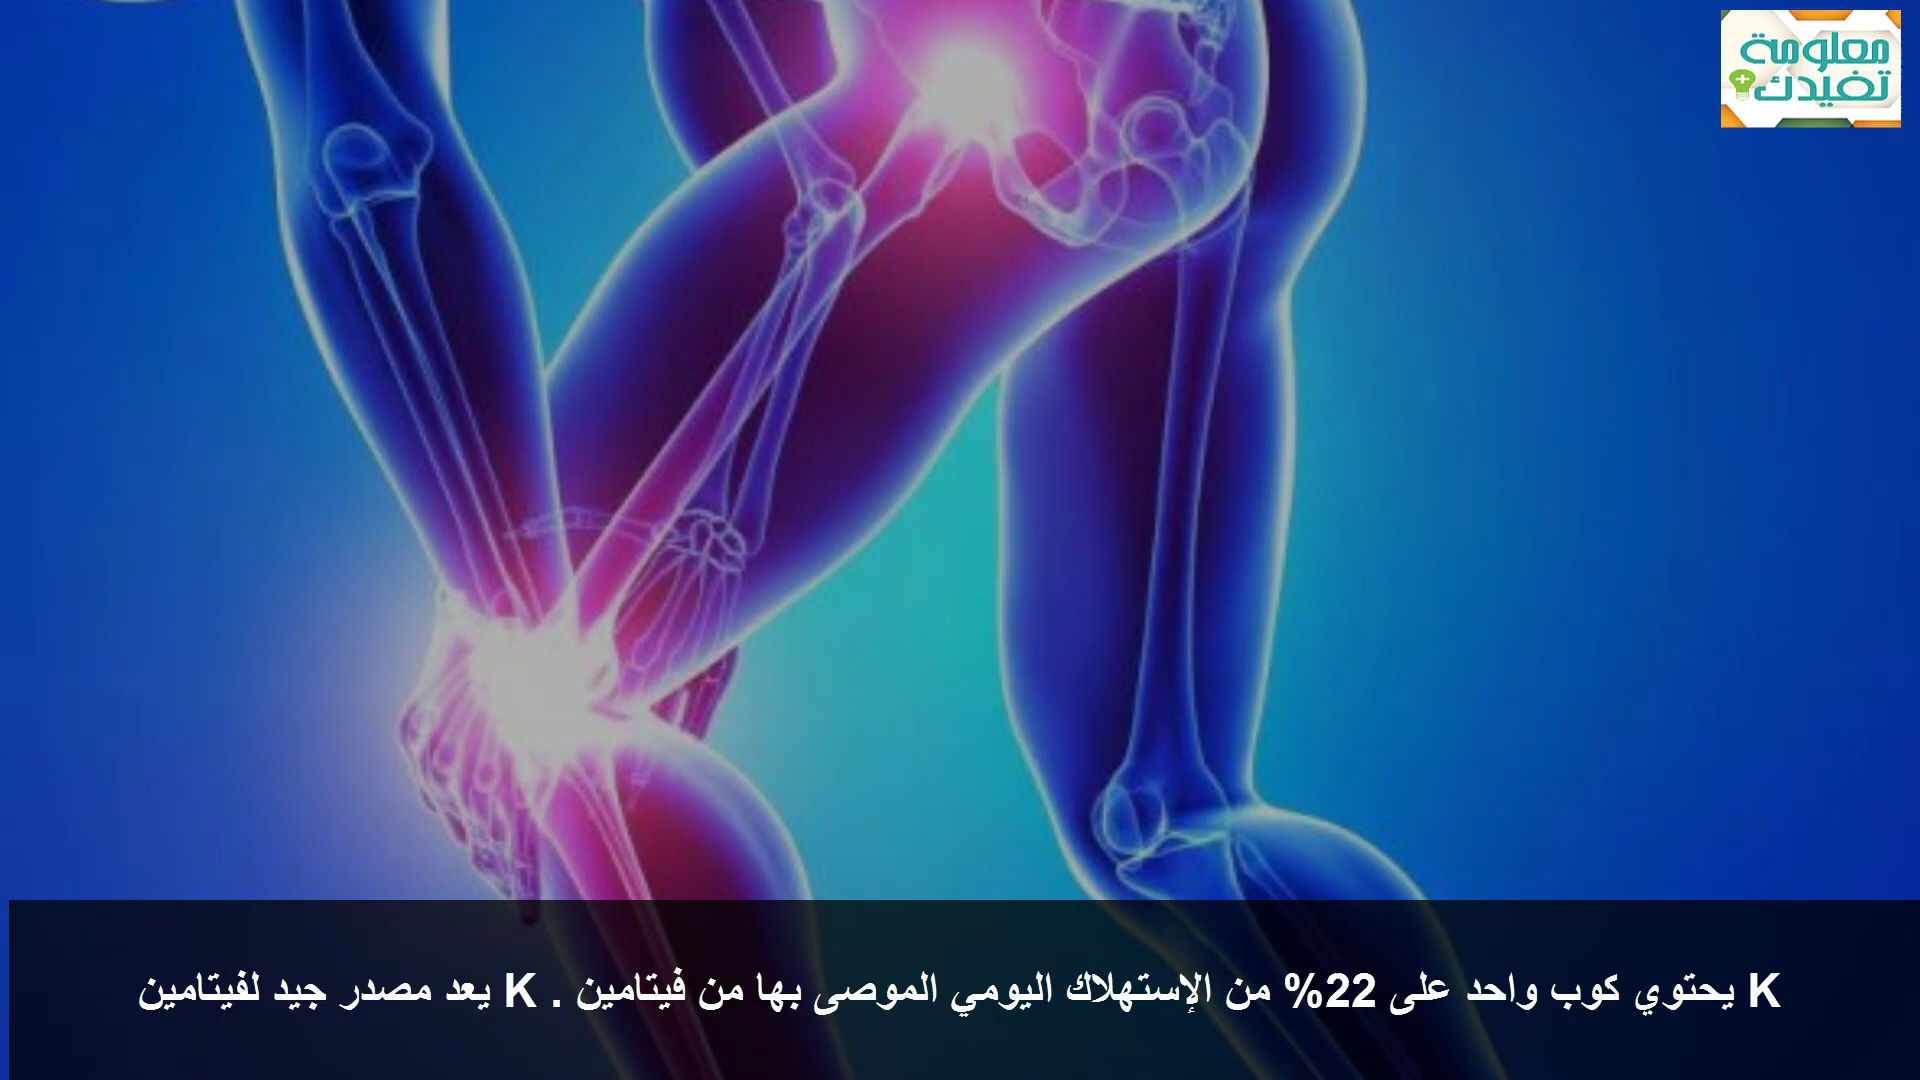 معلومة
تفيدك
K يحتوي كوب واحد على 22% من الإستهلاك اليومي الموصى بها من فيتامين . K يعد مصدر جيد لفيتامين